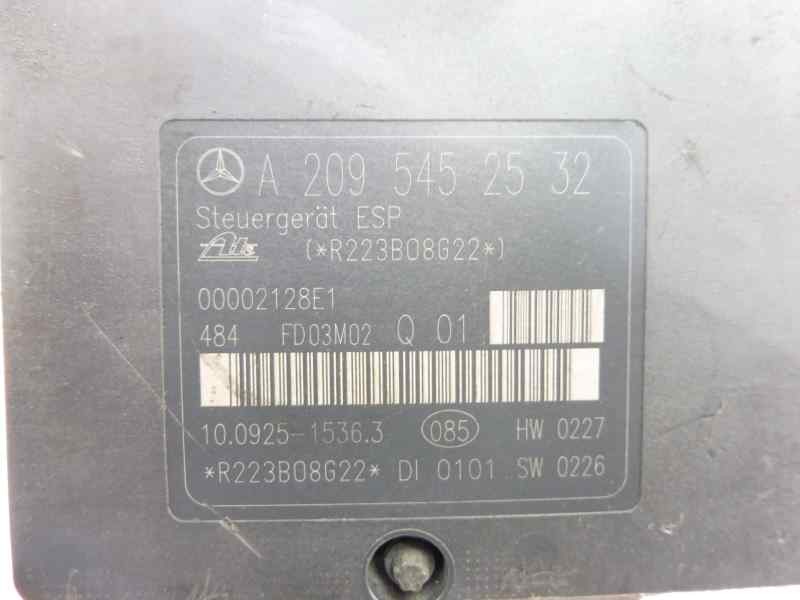 A 209 545 25 32
Steuergerät ESP
Ate (*R223B08G22*)
00002128E1
484 FD03M02 Q 01
10.0925-1536.3 085 HW 0227
*R223B08G22* DI 0101 SW 0226